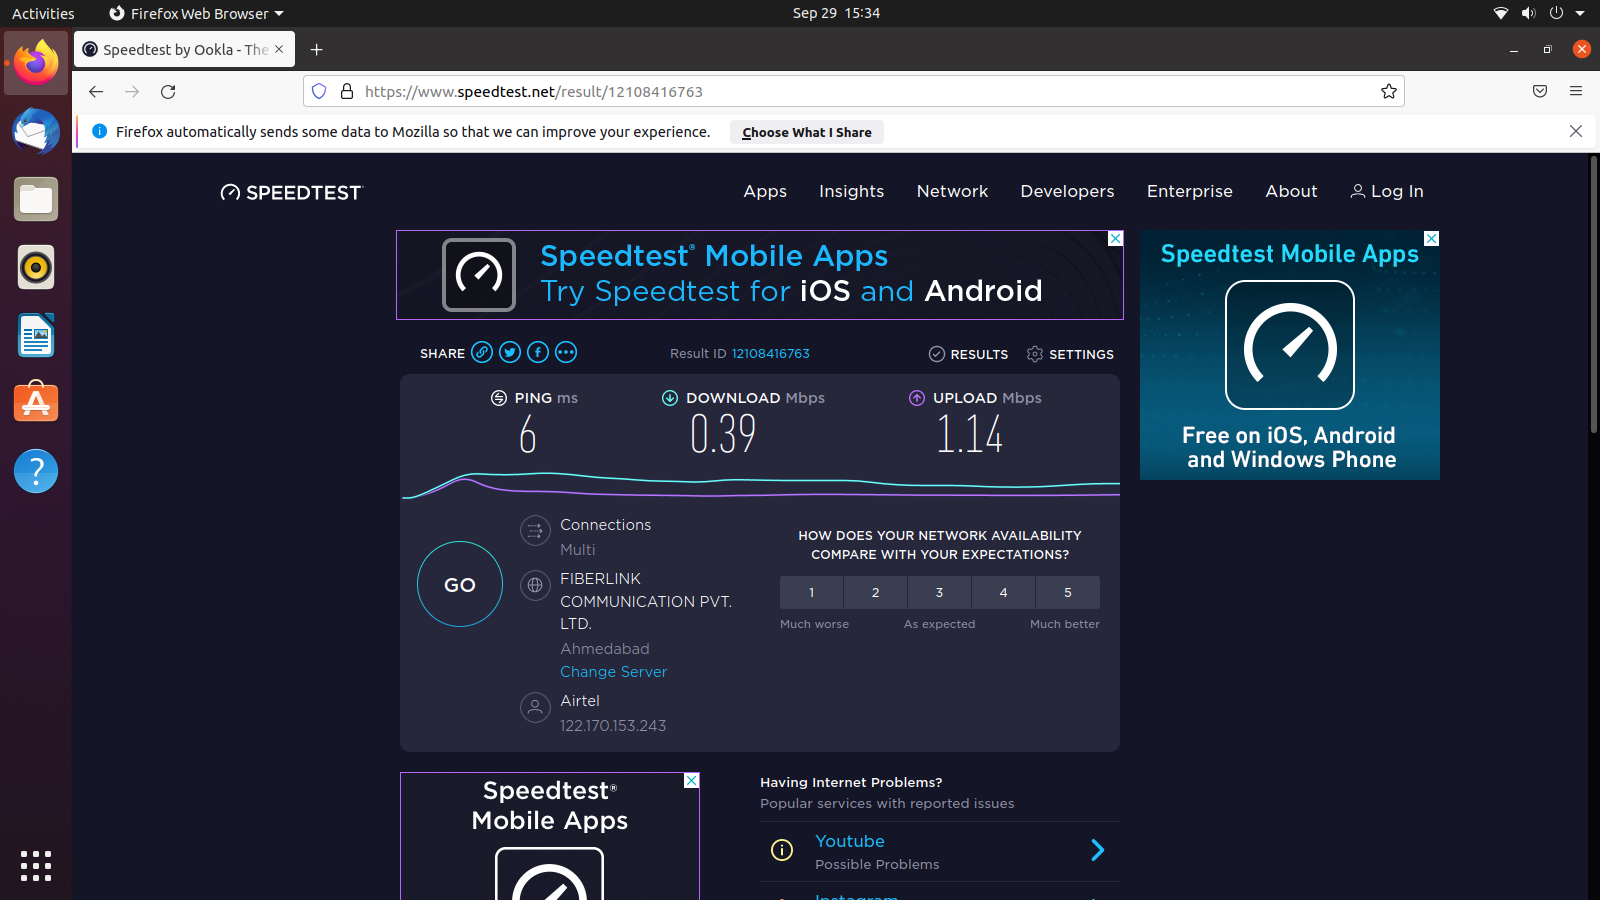 Activities
Firefox Web Browser
Sep 29 15:34
Speedtest by Ookla - The
https://www.speedtest.net/result/12108416763
Firefox automatically sends some data to Mozilla so that we can improve your experience.
Choose What I Share
SPEEDTEST
Apps
Insights
Network
Developers
Enterprise
About
Log In
Speedtest® Mobile Apps
Try Speedtest for iOS and Android
Speedtest Mobile Apps
Free on iOS, Android
and Windows Phone
SHARE
Result ID 12108416763
RESULTS
SETTINGS
PING ms
6
DOWNLOAD Mbps
0.39
UPLOAD Mbps
1.14
GO
Connections
Multi
FIBERLINK
COMMUNICATION PVT.
LTD.
Ahmedabad
Change Server
Airtel
122.170.153.243
HOW DOES YOUR NETWORK AVAILABILITY
COMPARE WITH YOUR EXPECTATIONS?
1 2 3 4 5
Much worse As expected Much better
Speedtest®
Mobile Apps
Having Internet Problems?
Popular services with reported issues
Youtube
Possible Problems
Instagram